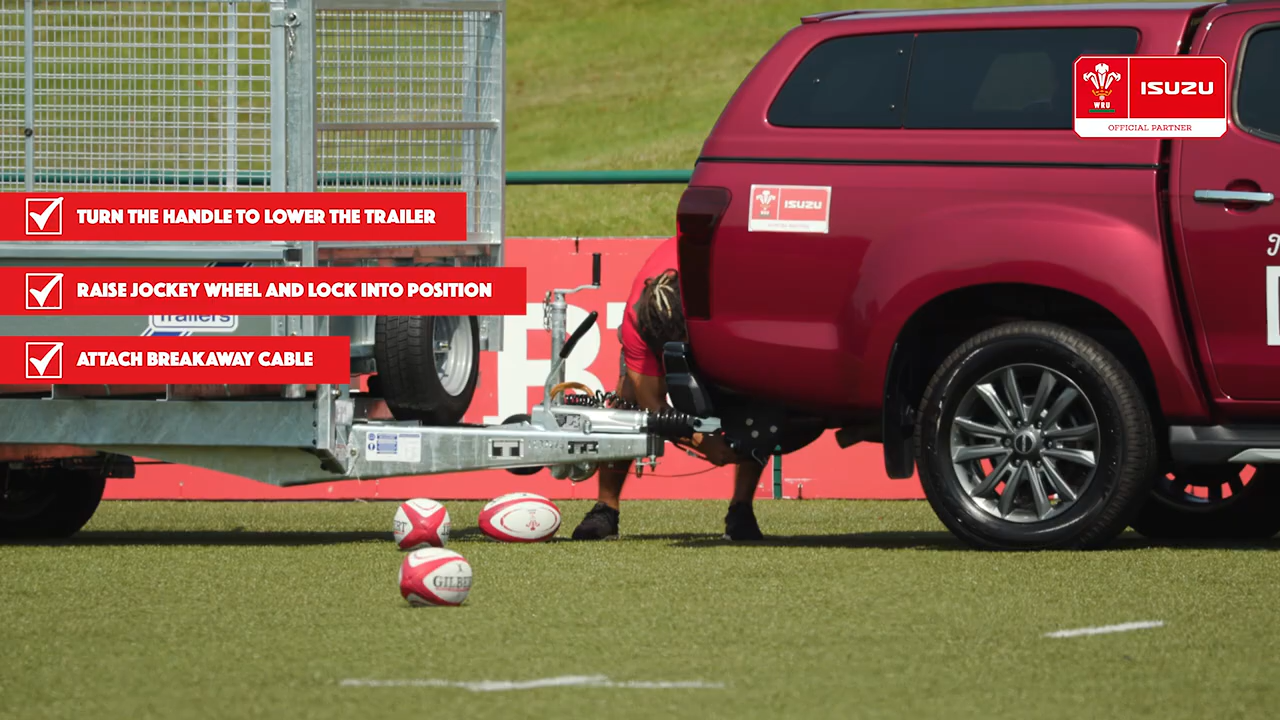 WRU
ISUZU
OFFICIAL PARTNER
ISUZU
TURN THE HANDLE TO LOWER THE TRAILER
RAISE JOCKEY WHEEL AND LOCK INTO POSITION
Trailers
ATTACH BREAKAWAY CABLE
GILBE